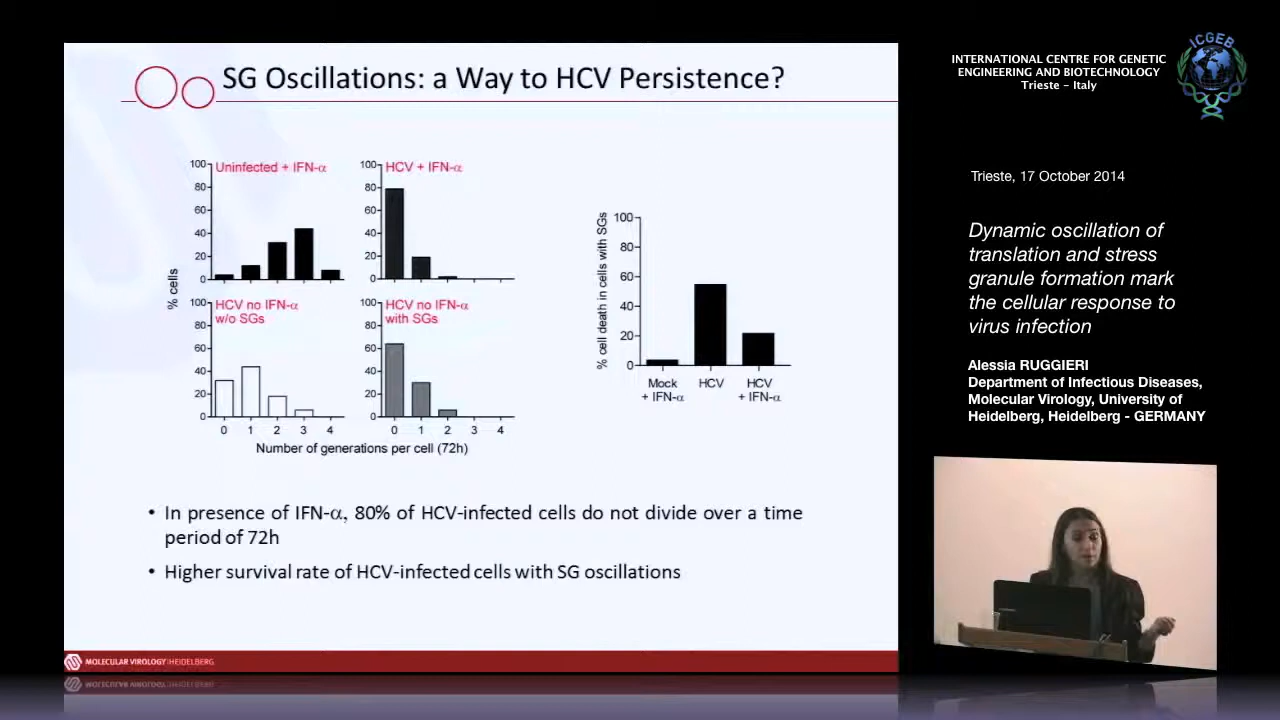 SG Oscillations: a Way to HCV Persistence?
% cells
100
80
60
40
20
0
Uninfected + IFN-α
100
80
60
40
20
0
HCV + IFN-α
100
80
60
40
20
0
HCV no IFN-α
w/o SGs
100
80
60
40
20
0
HCV no IFN-α
with SGs
0 1 2 3 4
0 1 2 3 4
Number of generations per cell (72h)
% cell death in cells with SGs
100
80
60
40
20
0
Mock
+ IFN-α
HCV
HCV
+ IFN-α
• In presence of IFN-α, 80% of HCV-infected cells do not divide over a time
period of 72h
• Higher survival rate of HCV-infected cells with SG oscillations
MOLECULAR VIROLOGY HEIDELBERG
INTERNATIONAL CENTRE FOR GENETIC
ENGINEERING AND BIOTECHNOLOGY
Trieste - Italy
ICGEB
Trieste, 17 October 2014
Dynamic oscillation of
translation and stress
granule formation mark
the cellular response to
virus infection
Alessia RUGGIERI
Department of Infectious Diseases,
Molecular Virology, University of
Heidelberg, Heidelberg - GERMANY